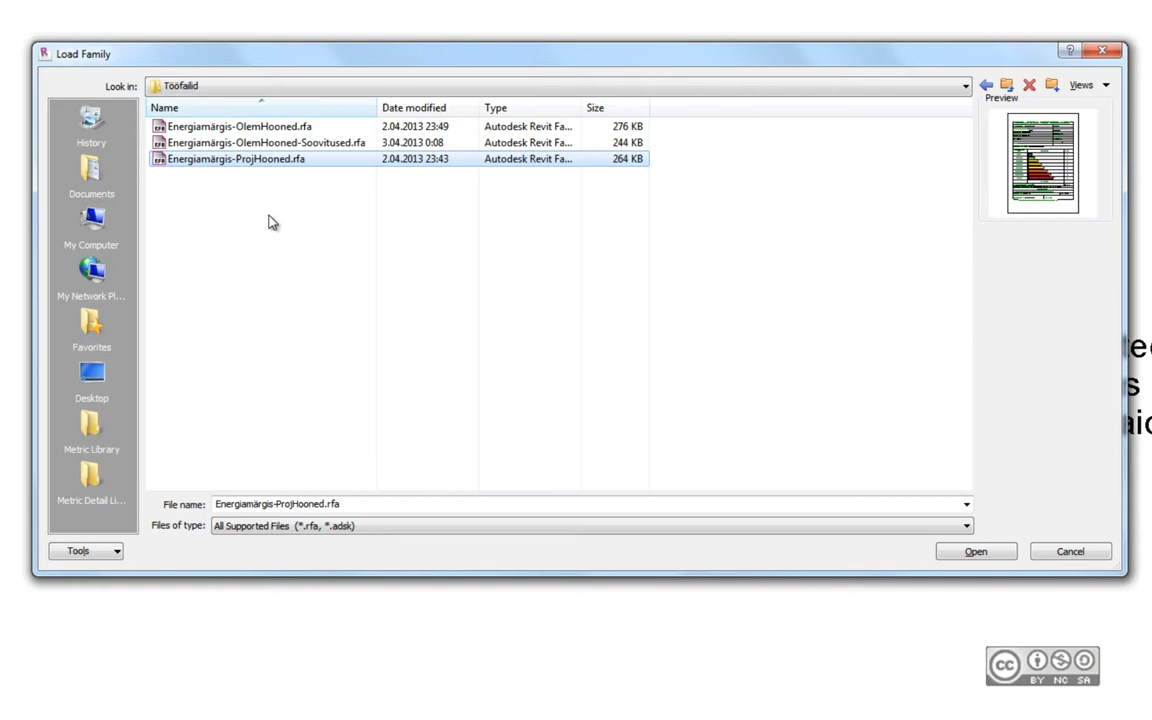 Load Family
Look in: Tööfailid Views
Name Date modified Type Size
Preview
Energiamärgis-OlemHooned.rfa 2.04.2013 23:49 Autodesk Revit Fa... 276 KB
Energiamärgis-OlemHooned-Soovitused.rfa 3.04.2013 0:08 Autodesk Revit Fa... 244 KB
Energiamärgis-ProjHooned.rfa 2.04.2013 23:43 Autodesk Revit Fa... 264 KB
History
Documents
My Computer
My Network Pl...
Favorites
Desktop
Metric Library
Metric Detail Li...
File name: Energiamärgis-ProjHooned.rfa
Files of type: All Supported Files (*.rfa, *.adsk)
Tools Open Cancel
cc BY NC SA